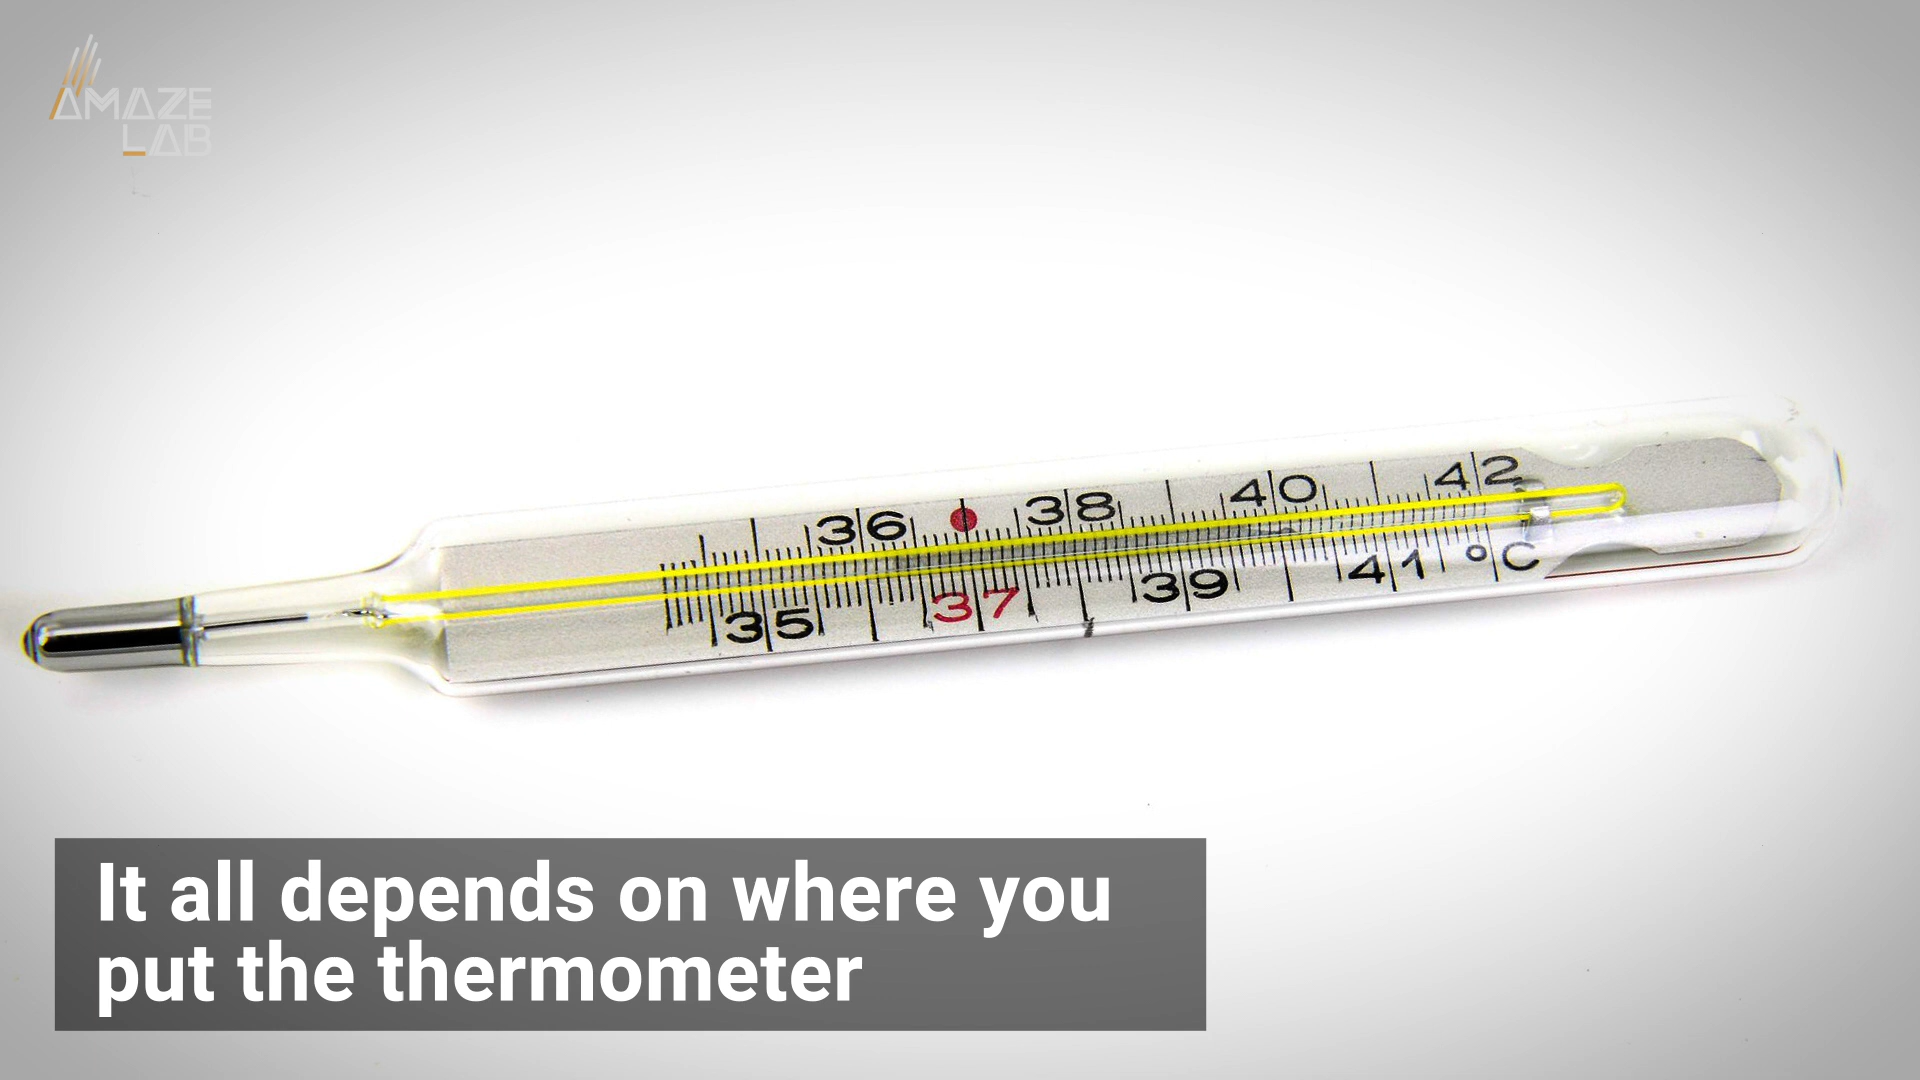 AMAZE
LAB
36 38 40 42
35 37 39 41 °C
It all depends on where you
put the thermometer